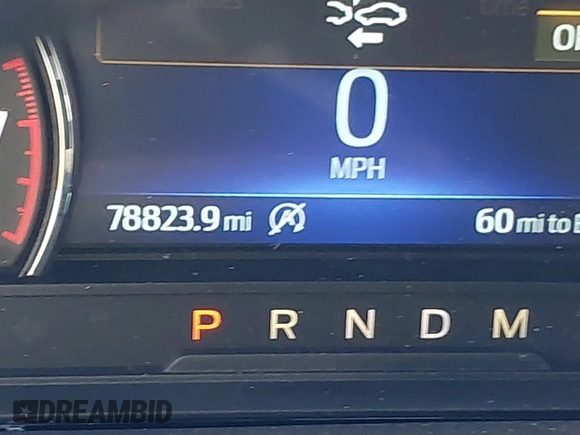 0
MPH
78823.9 mi
60 mi to
P R N D M
DREAMBID